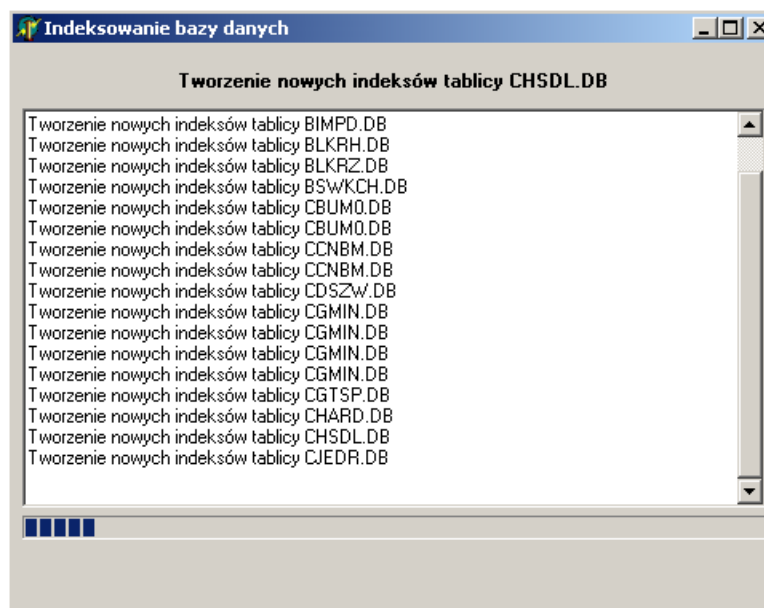 Indeksowanie bazy danych
Tworzenie nowych indeksów tablicy CHSDL.DB
Tworzenie nowych indeksów tablicy BIMPD.DB
Tworzenie nowych indeksów tablicy BLKRH.DB
Tworzenie nowych indeksów tablicy BLKRZ.DB
Tworzenie nowych indeksów tablicy BSWKCH.DB
Tworzenie nowych indeksów tablicy CBUM0.DB
Tworzenie nowych indeksów tablicy CBUM0.DB
Tworzenie nowych indeksów tablicy CCNBM.DB
Tworzenie nowych indeksów tablicy CCNBM.DB
Tworzenie nowych indeksów tablicy CDSZW.DB
Tworzenie nowych indeksów tablicy CGMIN.DB
Tworzenie nowych indeksów tablicy CGMIN.DB
Tworzenie nowych indeksów tablicy CGMIN.DB
Tworzenie nowych indeksów tablicy CGMIN.DB
Tworzenie nowych indeksów tablicy CGTSP.DB
Tworzenie nowych indeksów tablicy CHARD.DB
Tworzenie nowych indeksów tablicy CHSDL.DB
Tworzenie nowych indeksów tablicy CJEDR.DB